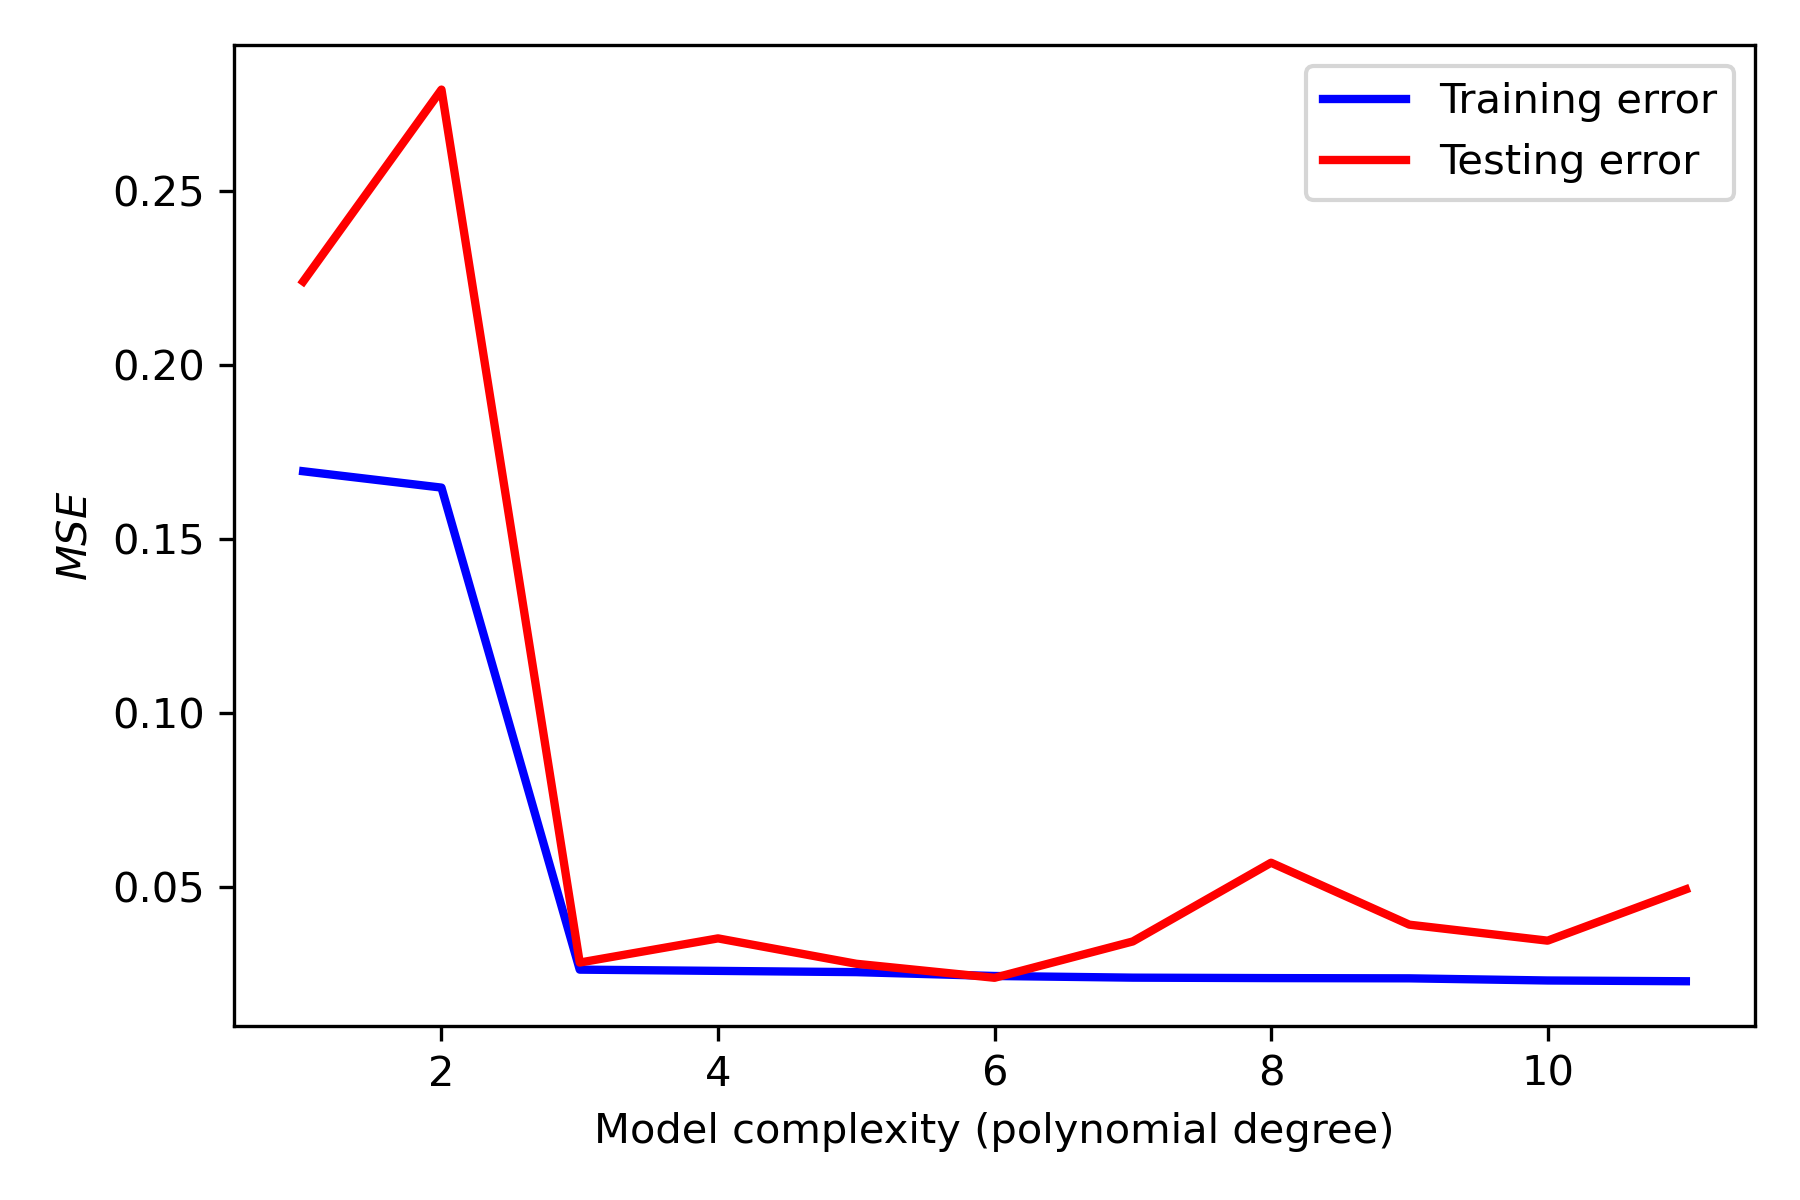 Training error
Testing error
0.25
0.20
0.15
0.10
0.05
MSE
2 4 6 8 10
Model complexity (polynomial degree)